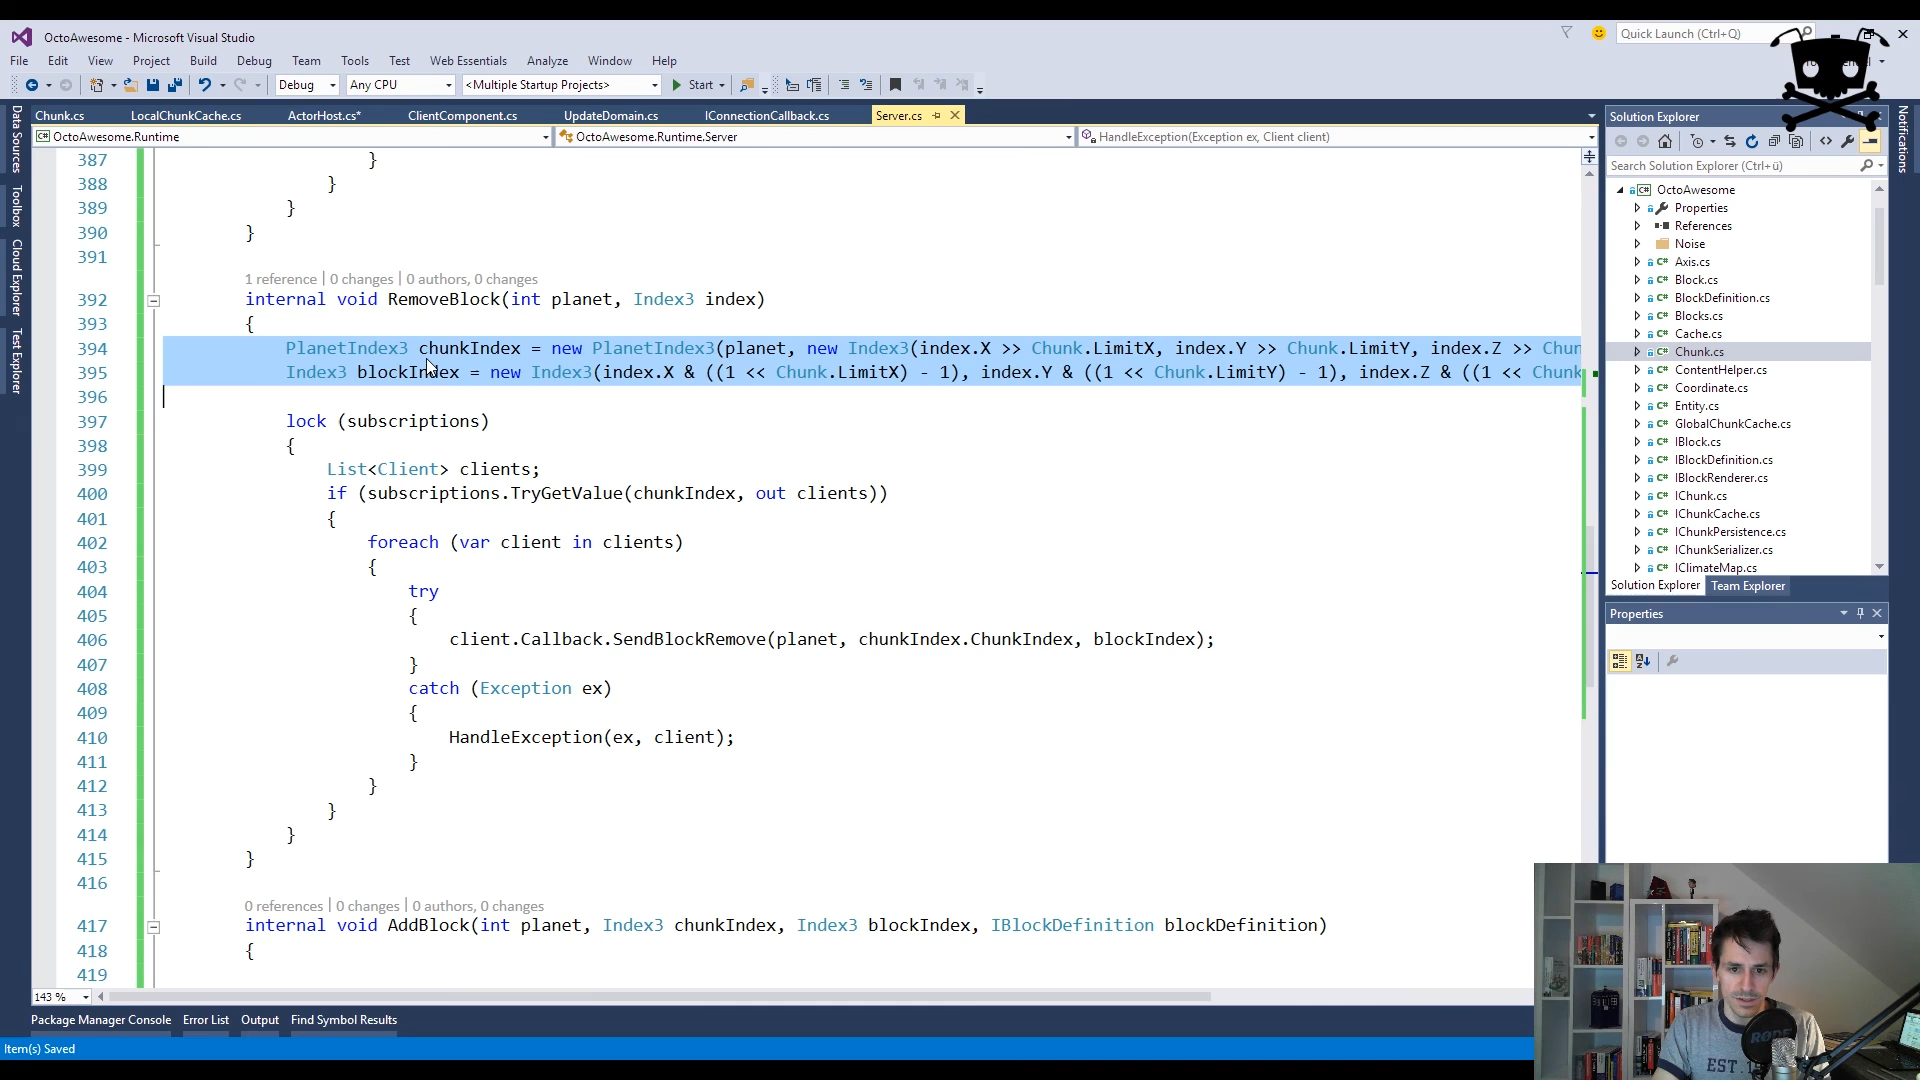 OctoAwesome - Microsoft Visual Studio
Quick Launch (Ctrl+Q)
File Edit View Project Build Debug Team Tools Test Web Essentials Analyze Window Help
Debug Any CPU <Multiple Startup Projects> Start
Chunk.cs LocalChunkCache.cs ActorHost.cs* ClientComponent.cs UpdateDomain.cs IConnectionCallback.cs Server.cs
OctoAwesome.Runtime OctoAwesome.Runtime.Server HandleException(Exception ex, Client client)
Data Sources
Toolbox
Cloud Explorer
Test Explorer
387 }
388 }
389 }
390 }
391
1 reference | 0 changes | 0 authors, 0 changes
392 internal void RemoveBlock(int planet, Index3 index)
393 {
394 PlanetIndex3 chunkIndex = new PlanetIndex3(planet, new Index3(index.X >> Chunk.LimitX, index.Y >> Chunk.LimitY, index.Z >> Chun
395 Index3 blockIndex = new Index3(index.X & ((1 << Chunk.LimitX) - 1), index.Y & ((1 << Chunk.LimitY) - 1), index.Z & ((1 << Chunk
396
397 lock (subscriptions)
398 {
399 List<Client> clients;
400 if (subscriptions.TryGetValue(chunkIndex, out clients))
401 {
402 foreach (var client in clients)
403 {
404 try
405 {
406 client.Callback.SendBlockRemove(planet, chunkIndex.ChunkIndex, blockIndex);
407 }
408 catch (Exception ex)
409 {
410 HandleException(ex, client);
411 }
412 }
413 }
414 }
415 }
416
0 references | 0 changes | 0 authors, 0 changes
417 internal void AddBlock(int planet, Index3 chunkIndex, Index3 blockIndex, IBlockDefinition blockDefinition)
418 {
419
143 %
Package Manager Console Error List Output Find Symbol Results
Item(s) Saved
Solution Explorer
Search Solution Explorer (Ctrl+ü)
OctoAwesome
Properties
References
Noise
Axis.cs
Block.cs
BlockDefinition.cs
Blocks.cs
Cache.cs
Chunk.cs
ContentHelper.cs
Coordinate.cs
Entity.cs
GlobalChunkCache.cs
IBlock.cs
IBlockDefinition.cs
IBlockRenderer.cs
IChunk.cs
IChunkCache.cs
IChunkPersistence.cs
IChunkSerializer.cs
IClimateMap.cs
Solution Explorer Team Explorer
Properties
Notifications
RODE
EST.